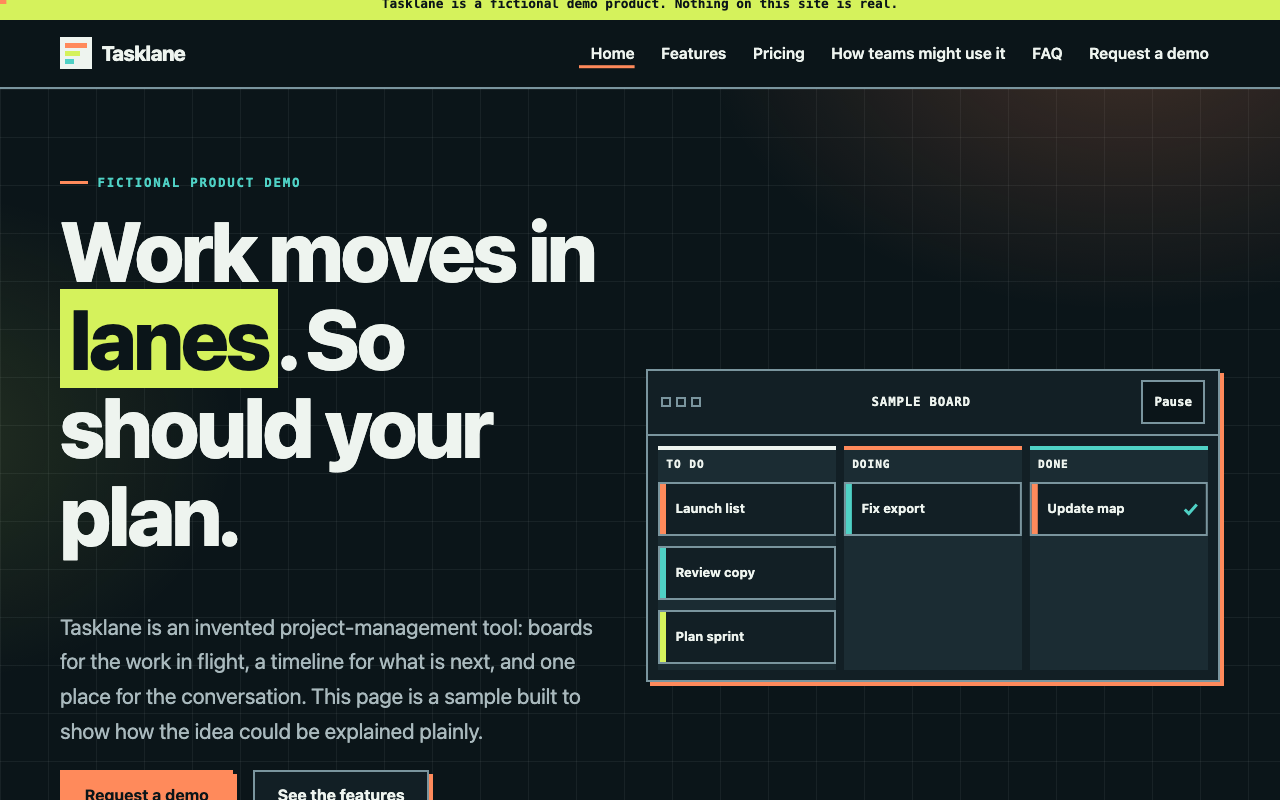 Tasklane is a fictional demo product. Nothing on this site is real.
Tasklane
Home
Features
Pricing
How teams might use it
FAQ
Request a demo
FICTIONAL PRODUCT DEMO
Work moves in
lanes. So
should your
plan.
Tasklane is an invented project-management tool: boards
for the work in flight, a timeline for what is next, and one
place for the conversation. This page is a sample built to
show how the idea could be explained plainly.
Request a demo
See the features
SAMPLE BOARD
Pause
TO DO
Launch list
Review copy
Plan sprint
DOING
Fix export
DONE
Update map